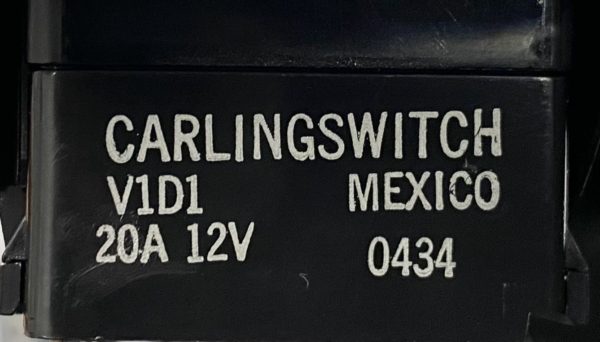 CARLINGSWITCH
V1D1 MEXICO
20A 12V 0434